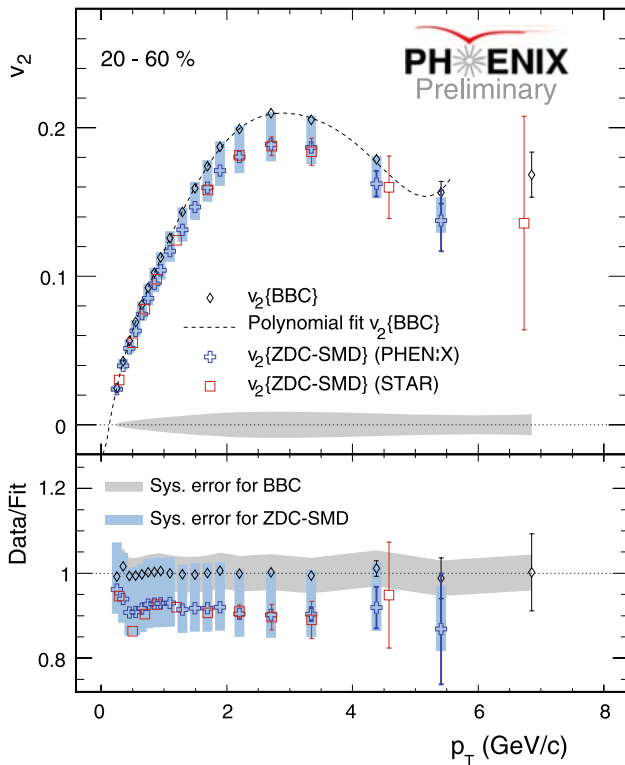 v2
20 - 60 %
PHENIX
Preliminary
0.2
0.1
0
v2{BBC}
Polynomial fit v2{BBC}
v2{ZDC-SMD} (PHEN:X)
v2{ZDC-SMD} (STAR)
Data/Fit
1.2
1
0.8
Sys. error for BBC
Sys. error for ZDC-SMD
0 2 4 6 8
pT (GeV/c)